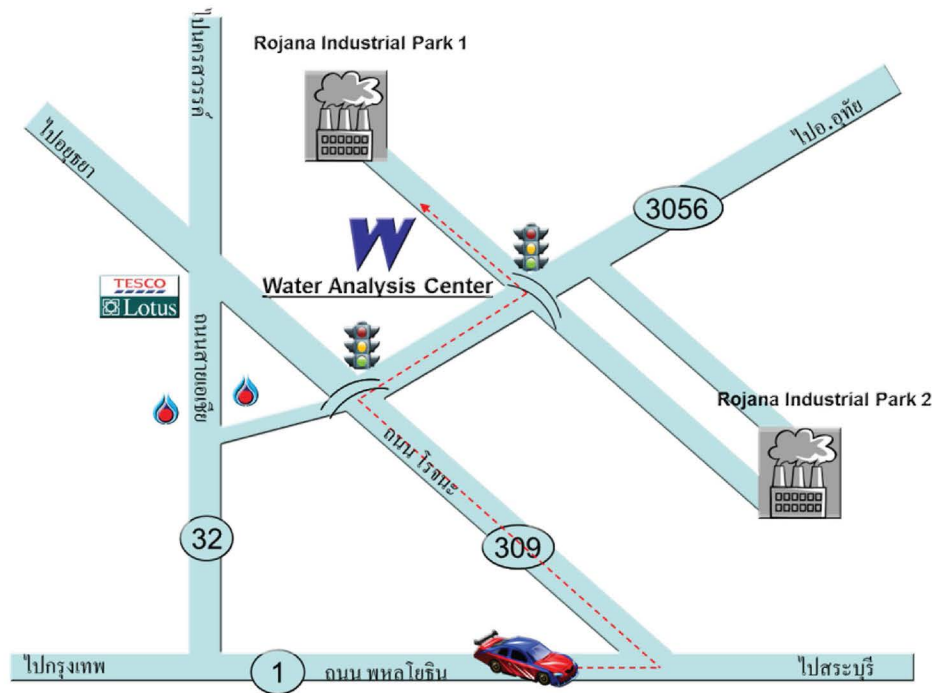 ไปนครสวรรค์
Rojana Industrial Park 1
ไปอยุธยา
ไปอ.อุทัย
3056
W
Water Analysis Center
TESCO
Lotus
ถนนสายเอเซีย
Rojana Industrial Park 2
ถนน โรจนะ
32
309
ไปกรุงเทพ
1
ถนน พหลโยธิน
ไปสระบุรี